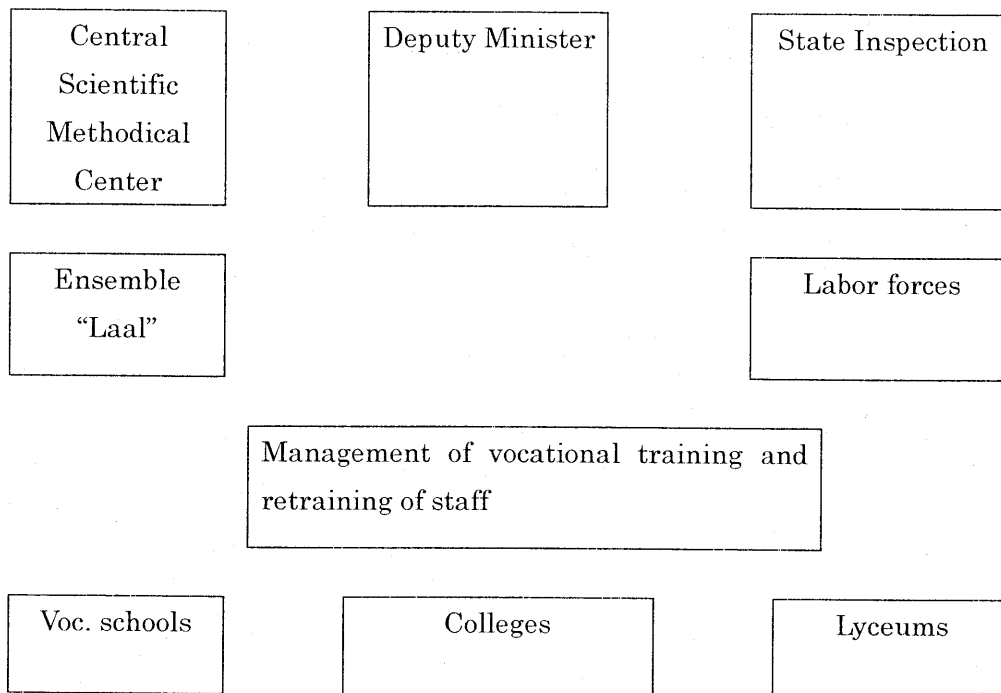 Central
Scientific
Methodical
Center
Deputy Minister
State Inspection
Ensemble
“Laal”
Labor forces
Management of vocational training and
retraining of staff
Voc. schools
Colleges
Lyceums